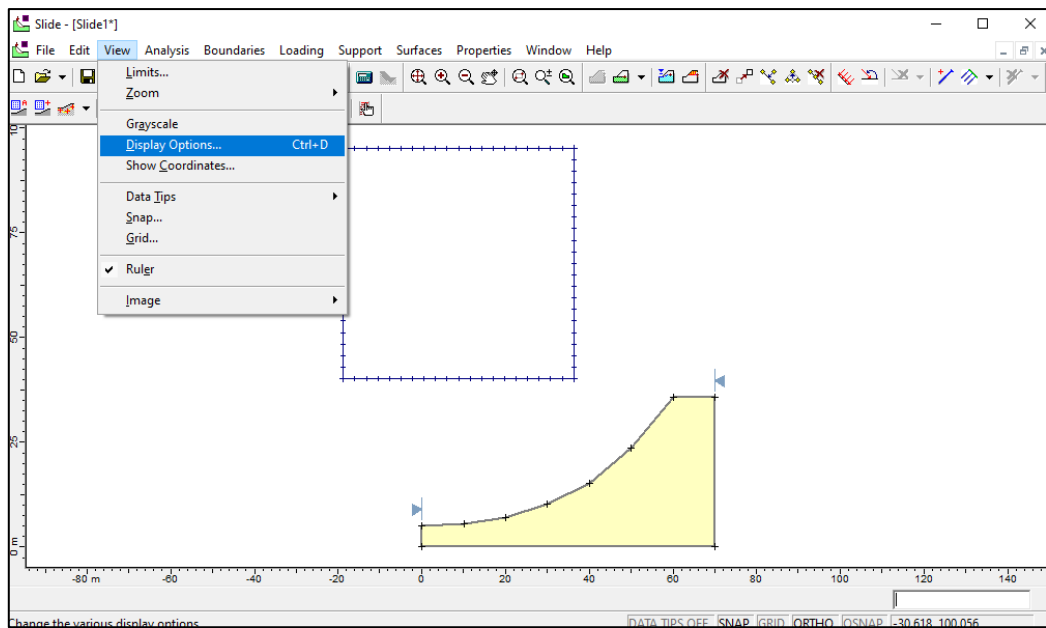 Slide - [Slide1*]
File Edit View Analysis Boundaries Loading Support Surfaces Properties Window Help
Limits...
Zoom
Grayscale
Display Options... Ctrl+D
Show Coordinates...
Data Tips
Snap...
Grid...
Ruler
Image
75
50
25
0 m
-80 m -60 -40 -20 0 20 40 60 80 100 120 140
Change the various display options DATA TIPS OFF SNAP GRID ORTHO OSNAP -30.618, 100.056